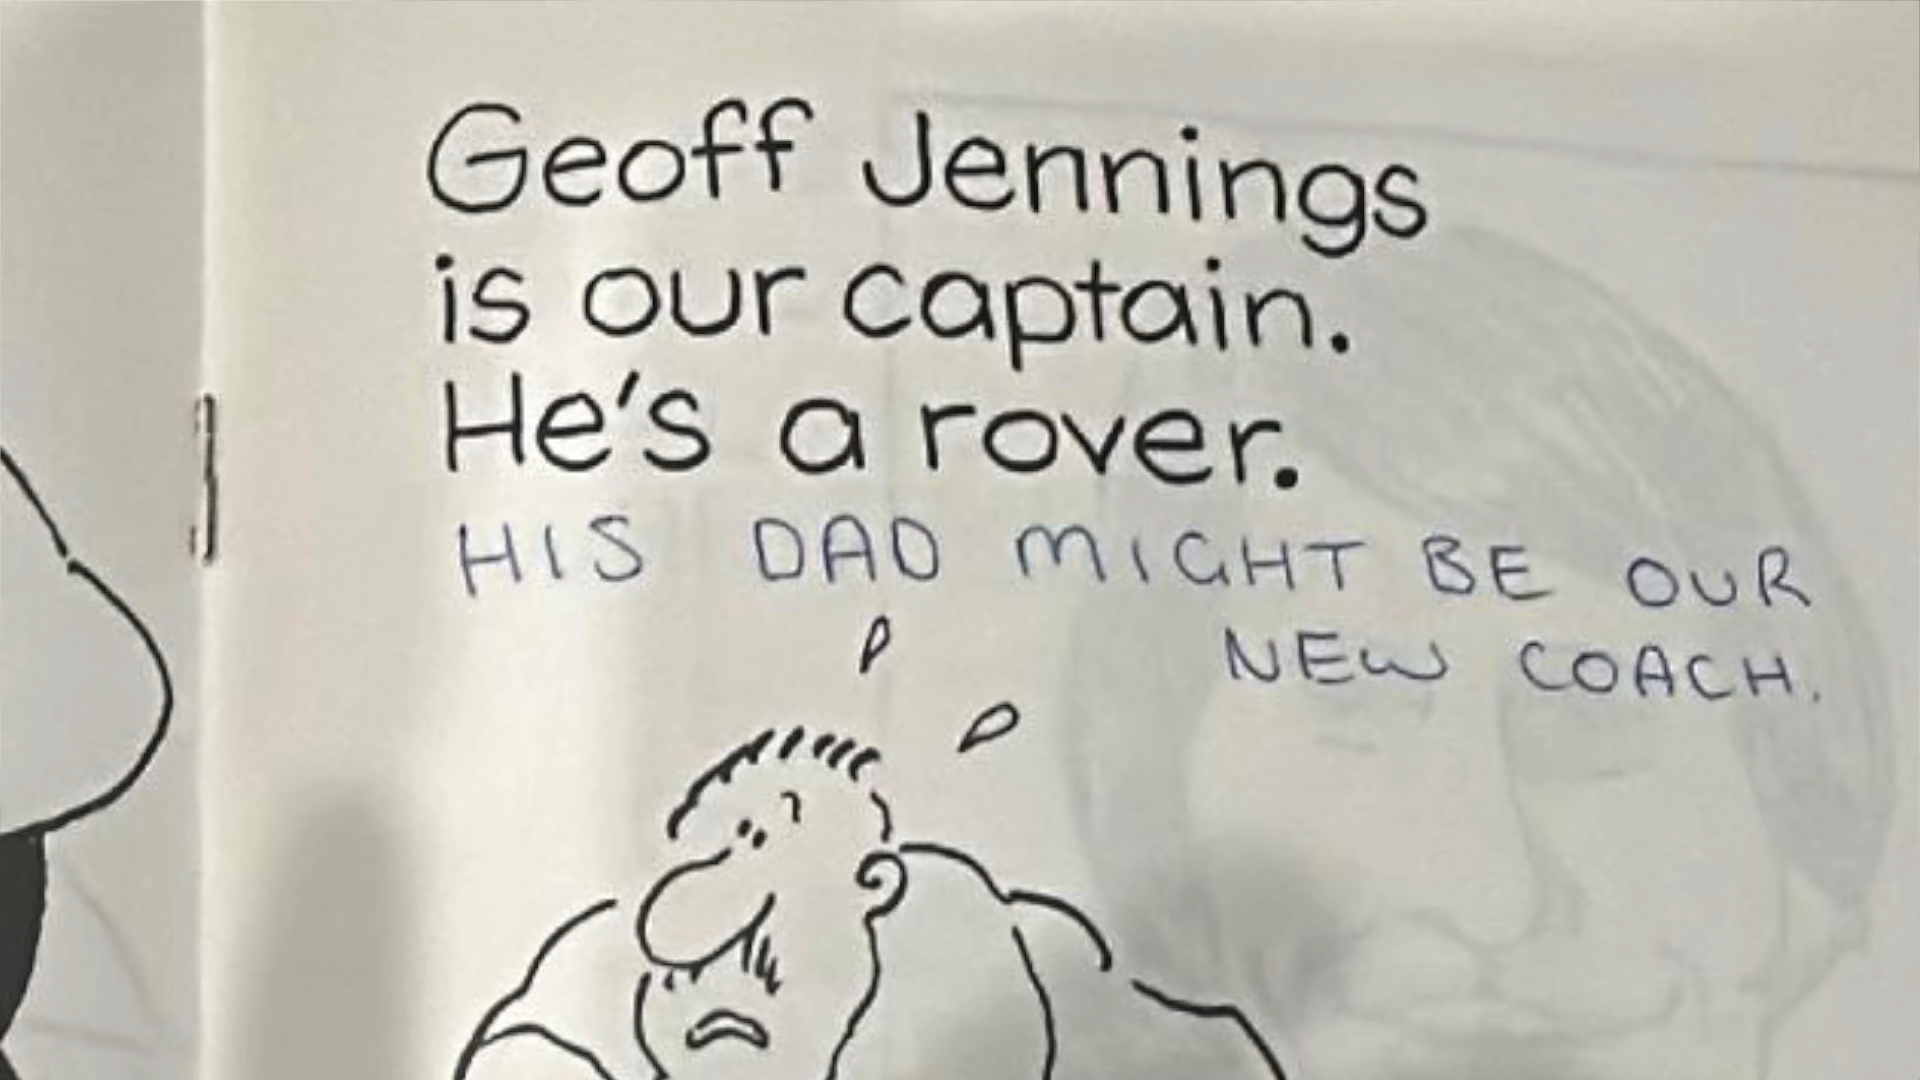 Geoff Jennings
is our captain.
He's a rover.
HIS DAD MIGHT BE OUR
NEW COACH.